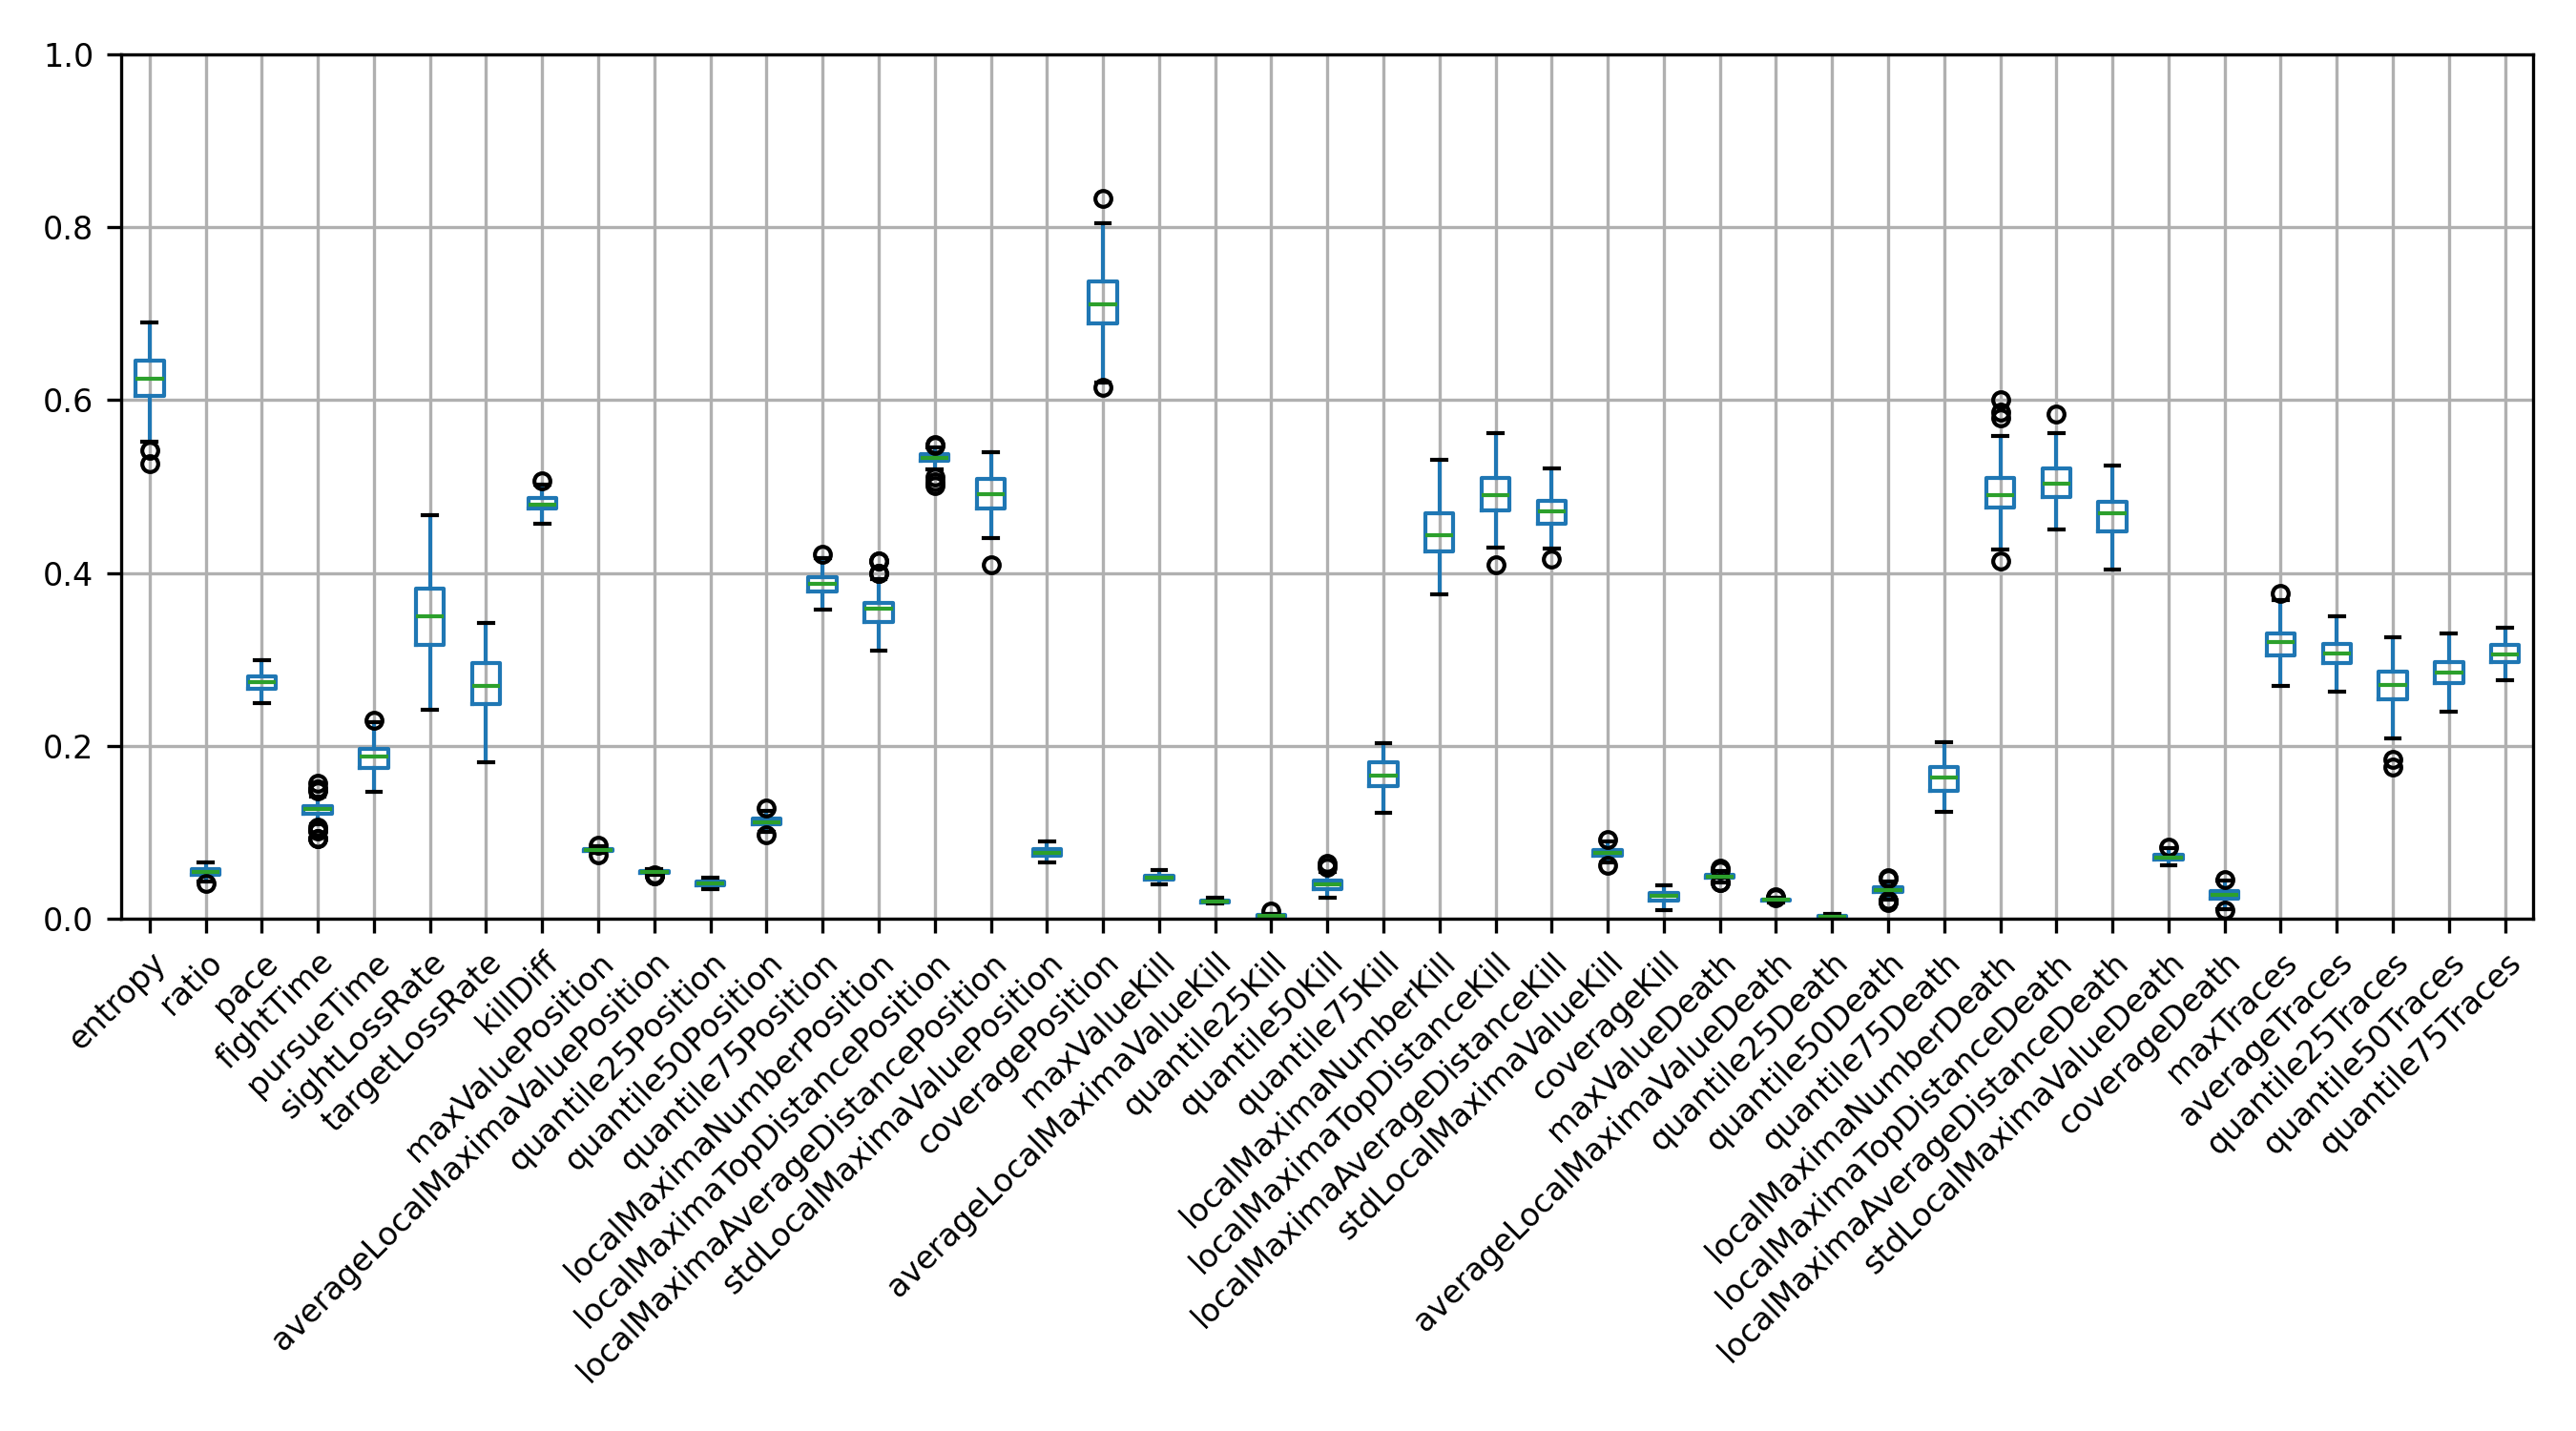 1.0
0.8
0.6
0.4
0.2
0.0
entropy
ratio
pace
fightTime
pursueTime
sightLossRate
targetLossRate
killDiff
maxValuePosition
averageLocalMaximaValuePosition
quantile25Position
quantile50Position
quantile75Position
localMaximaNumberPosition
localMaximaTopDistancePosition
localMaximaAverageDistancePosition
stdLocalMaximaValuePosition
coveragePosition
maxValueKill
averageLocalMaximaValueKill
quantile25Kill
quantile50Kill
quantile75Kill
localMaximaNumberKill
localMaximaTopDistanceKill
localMaximaAverageDistanceKill
stdLocalMaximaValueKill
coverageKill
maxValueDeath
averageLocalMaximaValueDeath
quantile25Death
quantile50Death
quantile75Death
localMaximaNumberDeath
localMaximaTopDistanceDeath
localMaximaAverageDistanceDeath
stdLocalMaximaValueDeath
coverageDeath
maxTraces
averageTraces
quantile25Traces
quantile50Traces
quantile75Traces